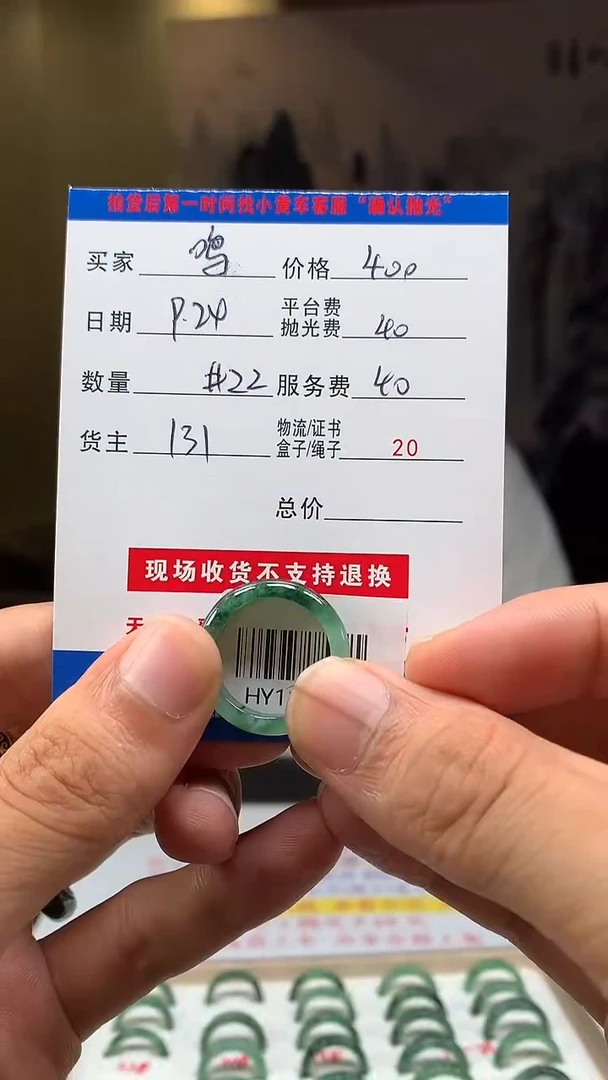 拍货后第一时间找小黄车客服“确认抛光”
买家 鸣 价格 400
日期 9.24 平台费 抛光费 40
数量 #22 服务费 40
货主 131 物流/证书 盒子/绳子 20
总价
现场收货不支持退换
天
HY1